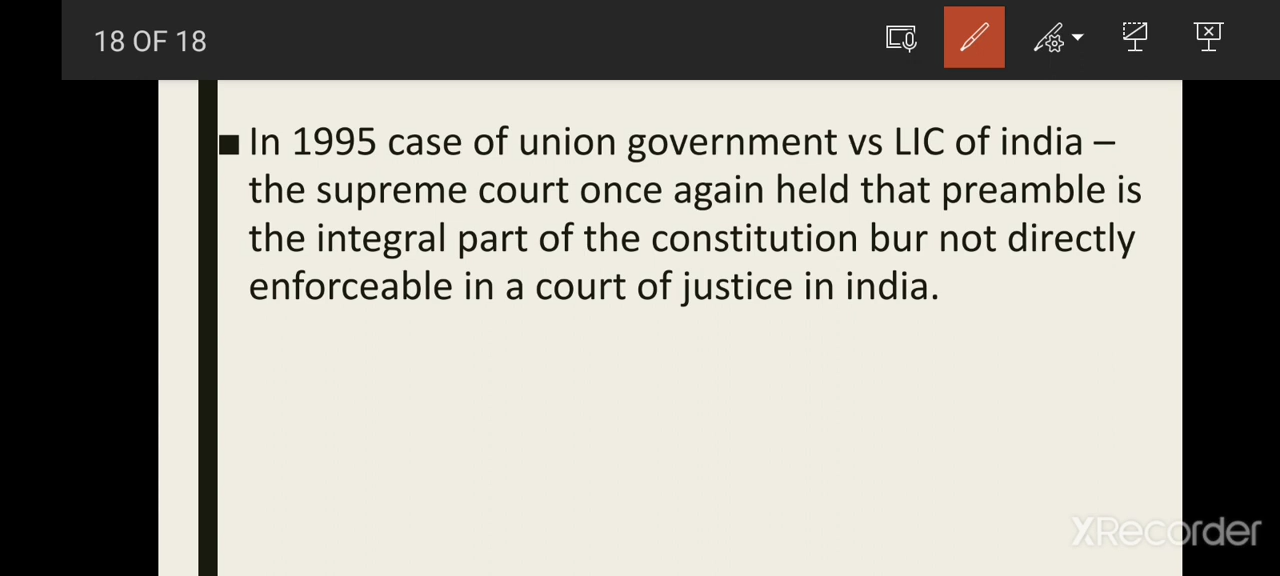 18 OF 18
■ In 1995 case of union government vs LIC of india –
the supreme court once again held that preamble is
the integral part of the constitution bur not directly
enforceable in a court of justice in india.
XRecorder